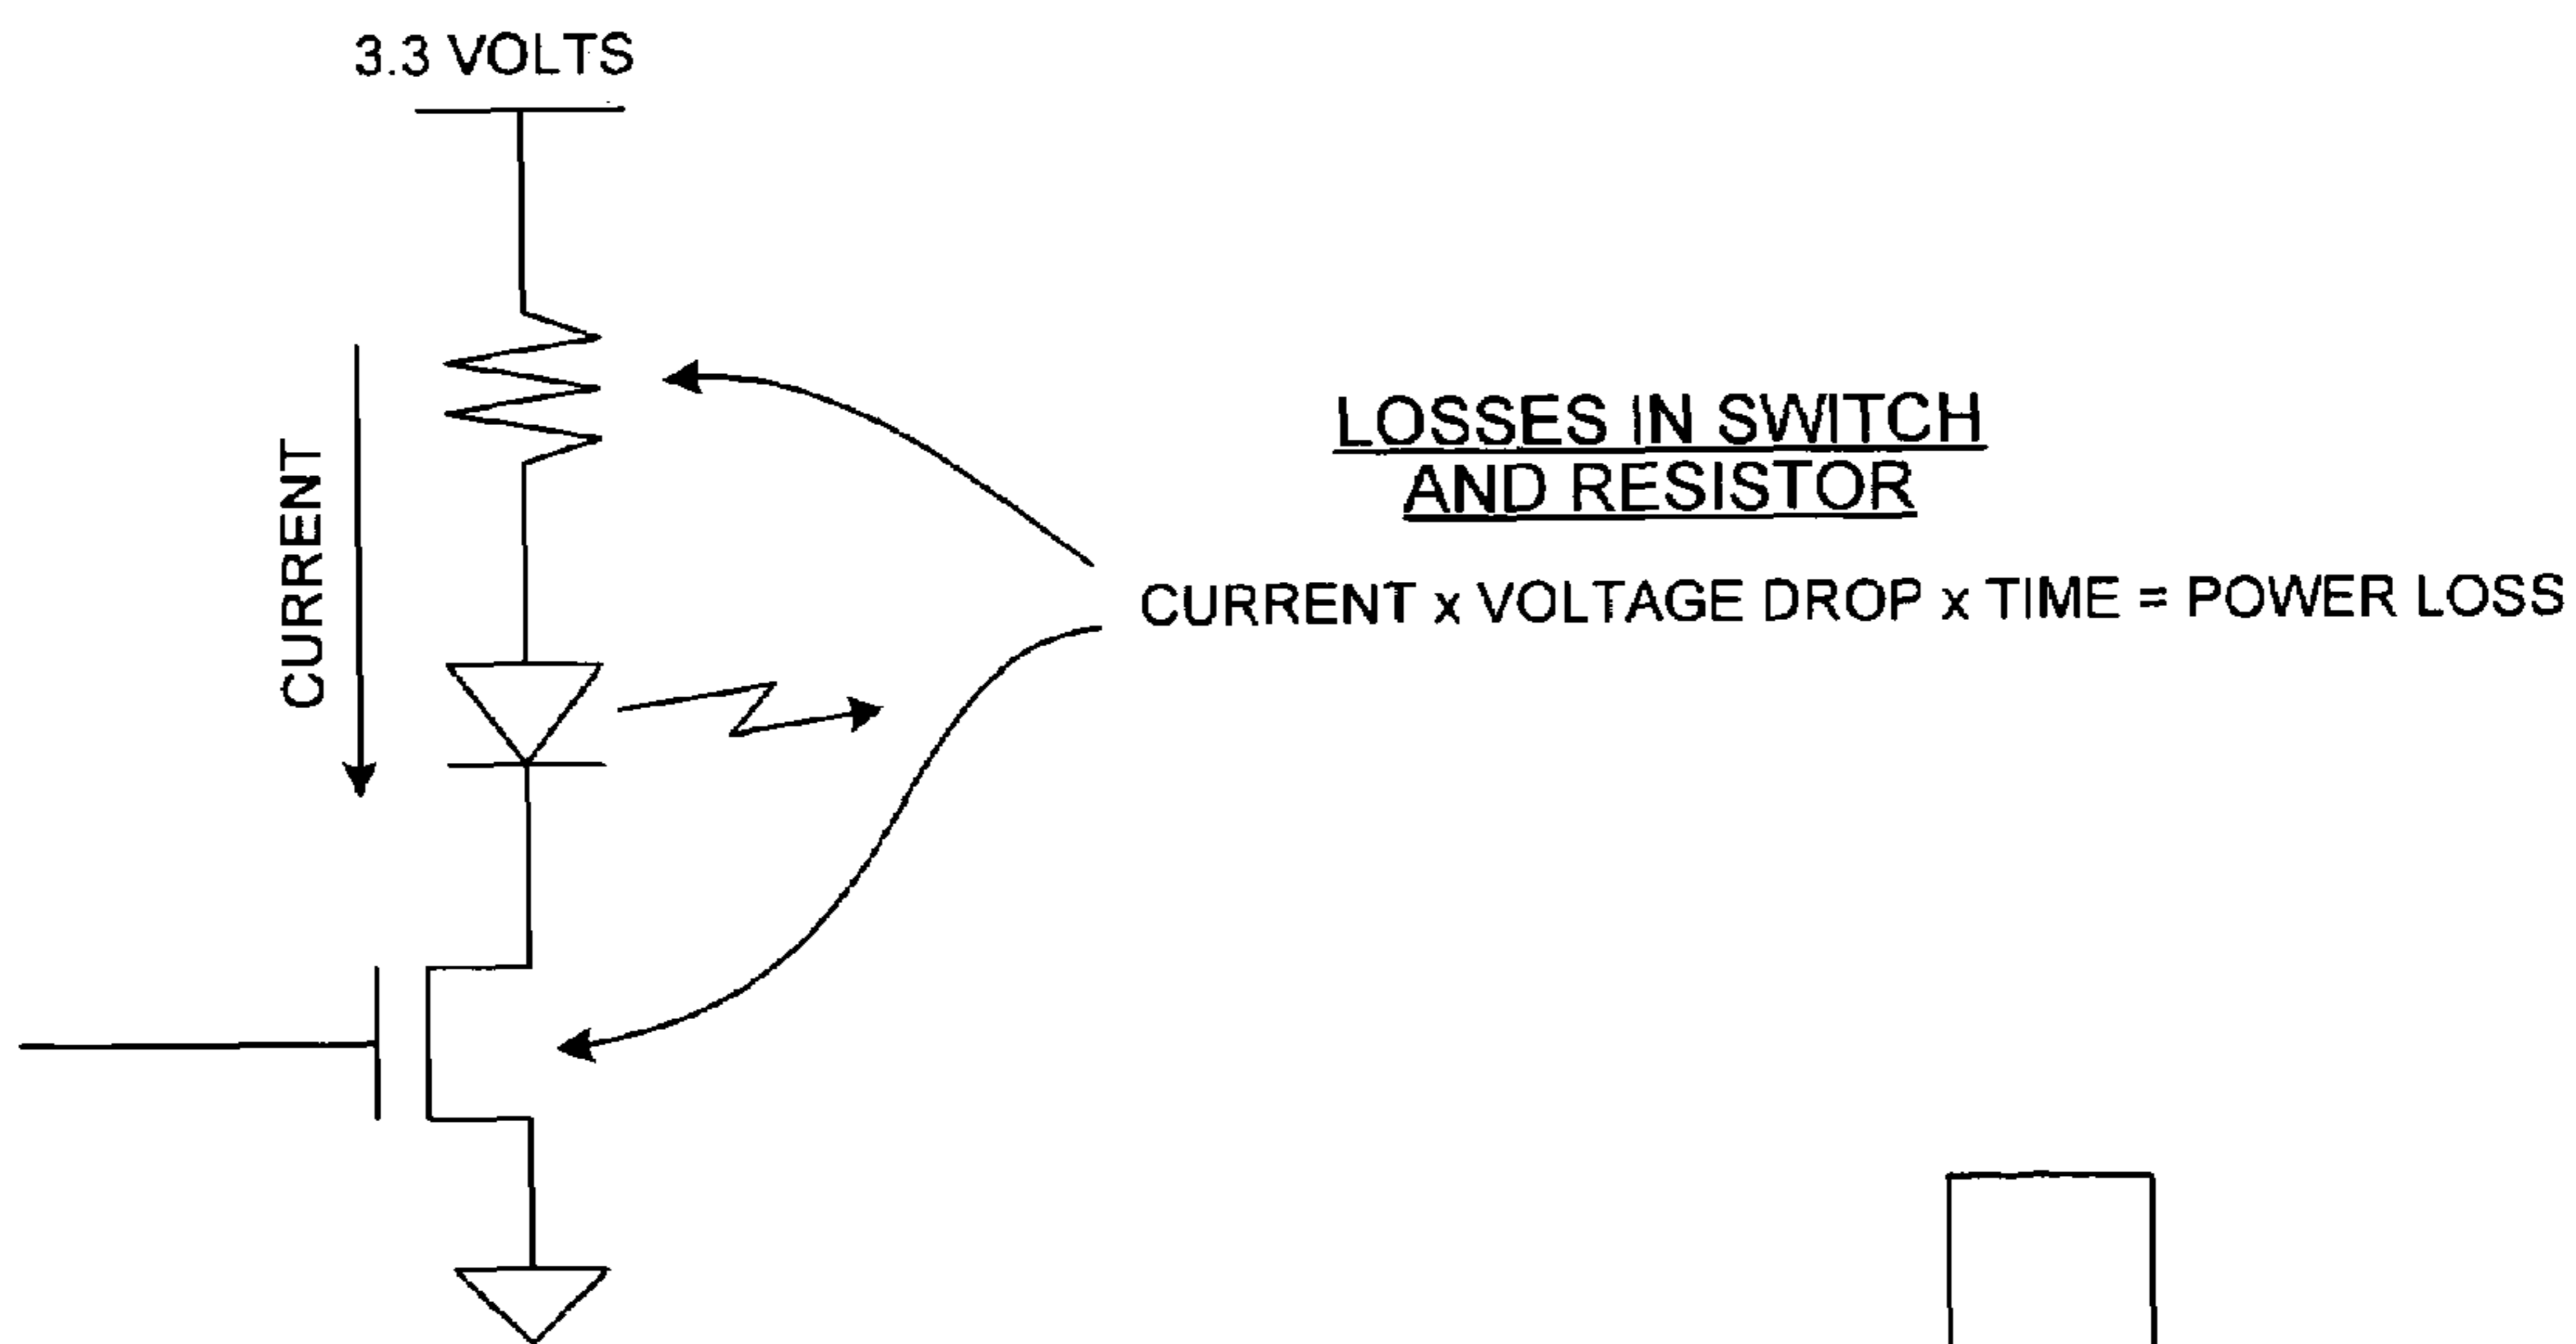 3.3 VOLTS
CURRENT
LOSSES IN SWITCH
AND RESISTOR
CURRENT x VOLTAGE DROP x TIME = POWER LOSS